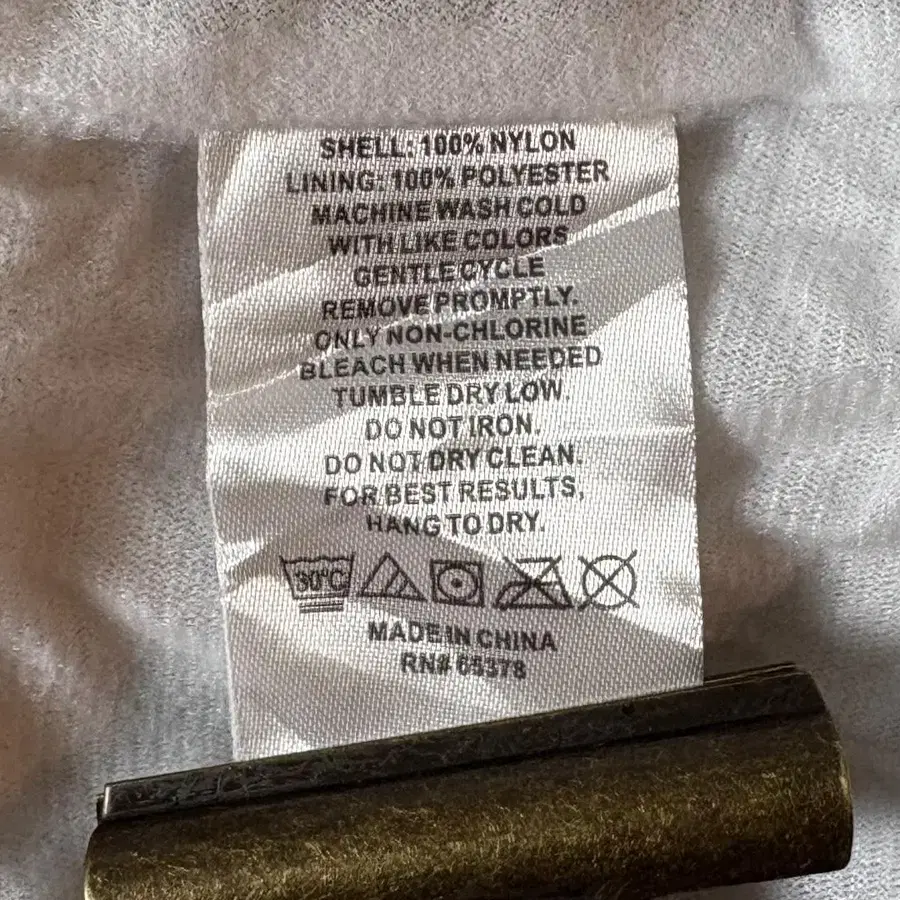 SHELL: 100% NYLON
LINING: 100% POLYESTER
MACHINE WASH COLD
WITH LIKE COLORS
GENTLE CYCLE
REMOVE PROMPTLY.
ONLY NON-CHLORINE
BLEACH WHEN NEEDED
TUMBLE DRY LOW.
DO NOT IRON.
DO NOT DRY CLEAN.
FOR BEST RESULTS,
HANG TO DRY.
30°C
MADE IN CHINA
RN# 65378